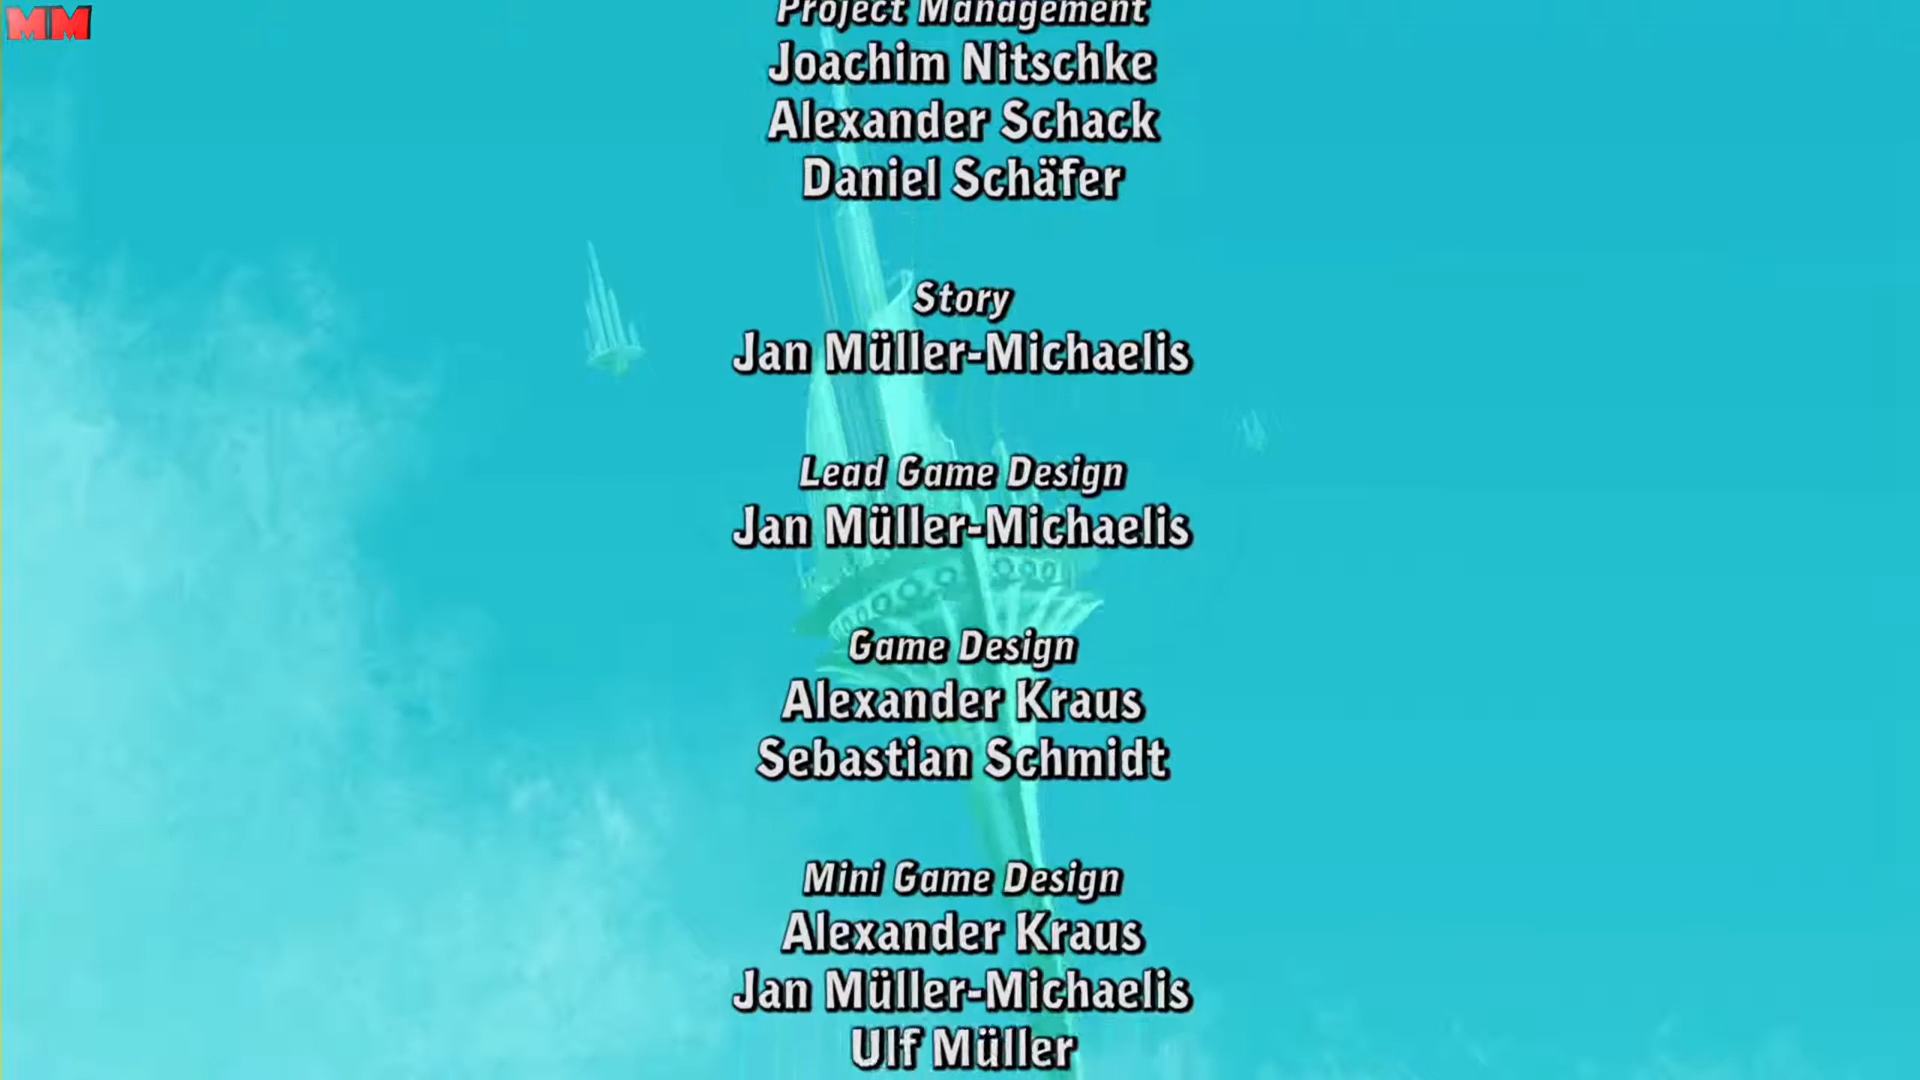 MM
Project Management
Joachim Nitschke
Alexander Schack
Daniel Schäfer
Story
Jan Müller-Michaelis
Lead Game Design
Jan Müller-Michaelis
Game Design
Alexander Kraus
Sebastian Schmidt
Mini Game Design
Alexander Kraus
Jan Müller-Michaelis
Ulf Müller